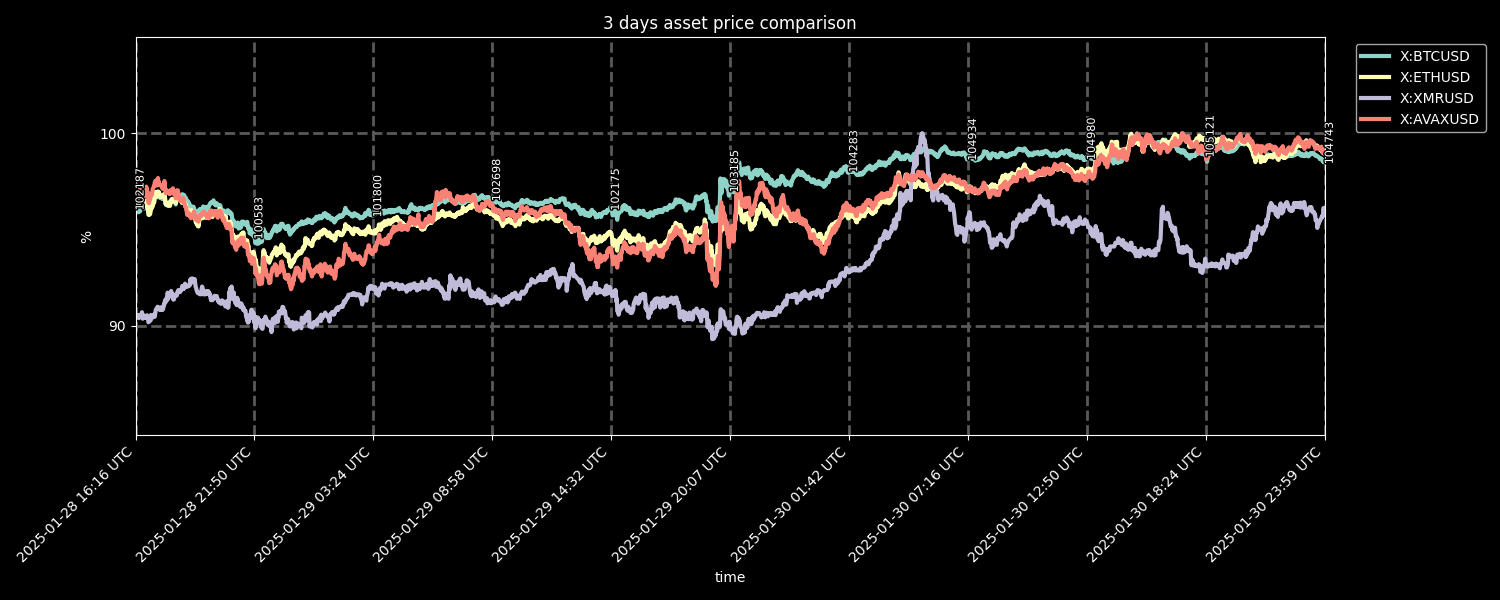 3 days asset price comparison
X:BTCUSD
X:ETHUSD
X:XMRUSD
X:AVAXUSD
100
90
%
102187
100583
101800
102698
102175
103185
104283
104934
104980
105121
104743
2025-01-28 16:16 UTC
2025-01-28 21:50 UTC
2025-01-29 03:24 UTC
2025-01-29 08:58 UTC
2025-01-29 14:32 UTC
2025-01-29 20:07 UTC
2025-01-30 01:42 UTC
2025-01-30 07:16 UTC
2025-01-30 12:50 UTC
2025-01-30 18:24 UTC
2025-01-30 23:59 UTC
time